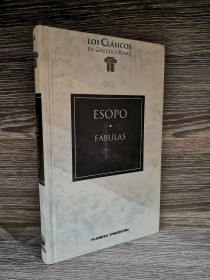 LOS CLÁSICOS
DE GRECIA Y ROMA
ESOPO
FÁBULAS
PLANETA DEAGOSTINI